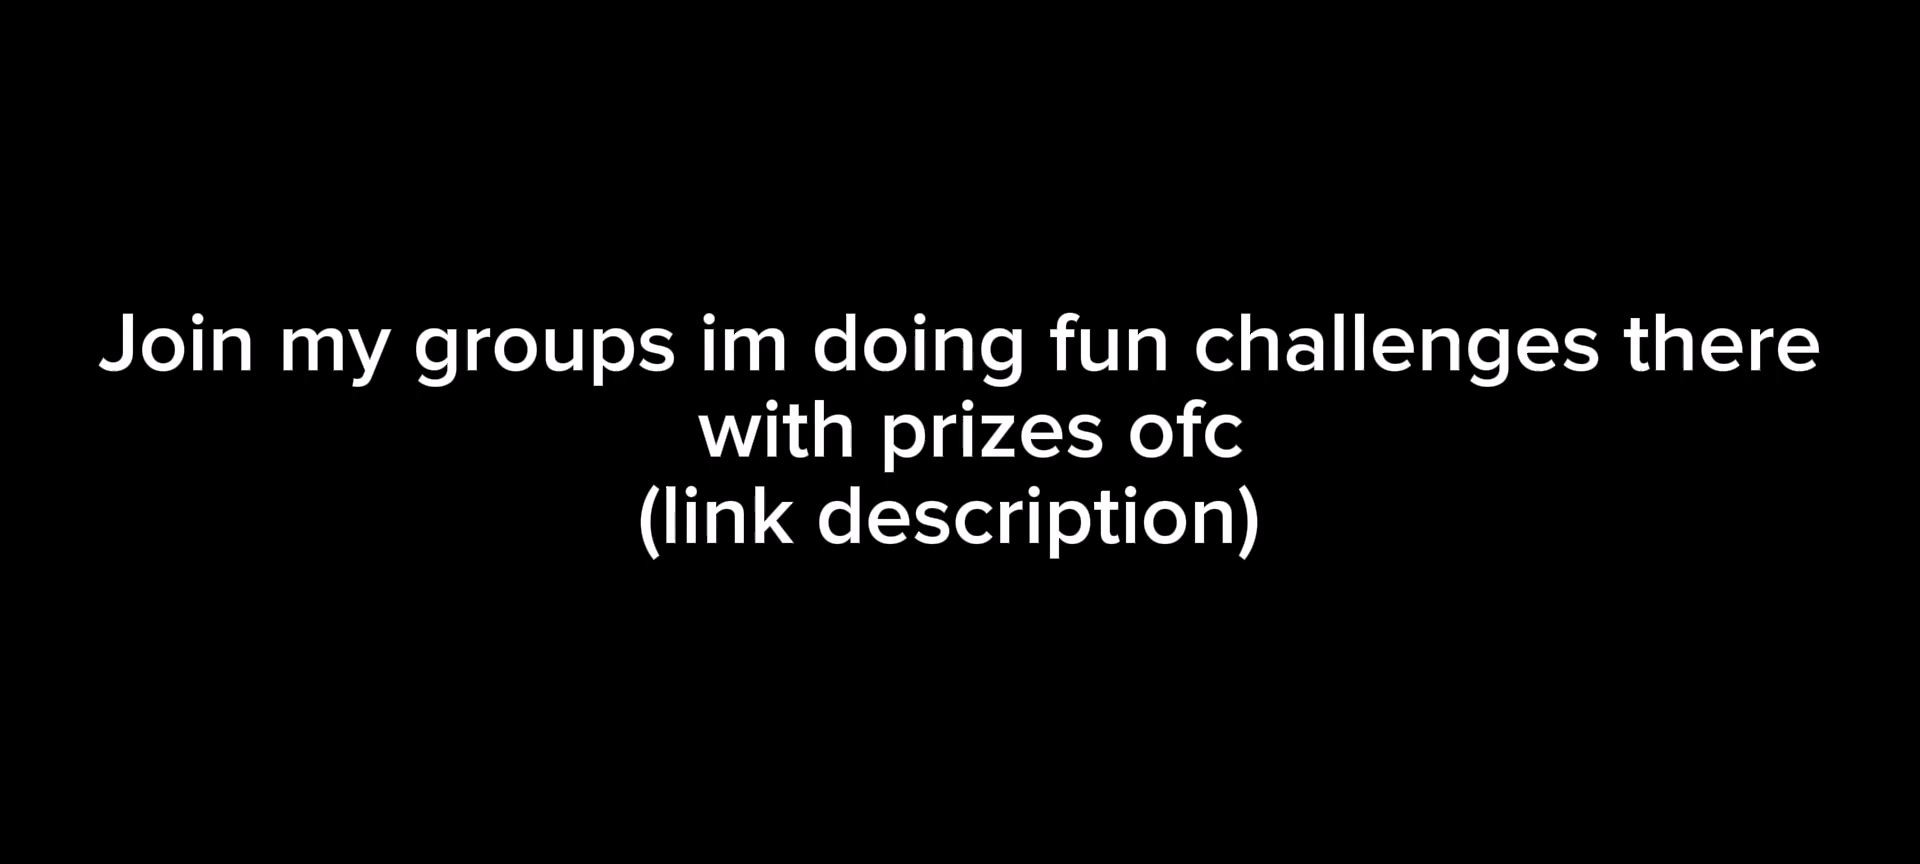 Join my groups im doing fun challenges there
with prizes ofc
(link description)